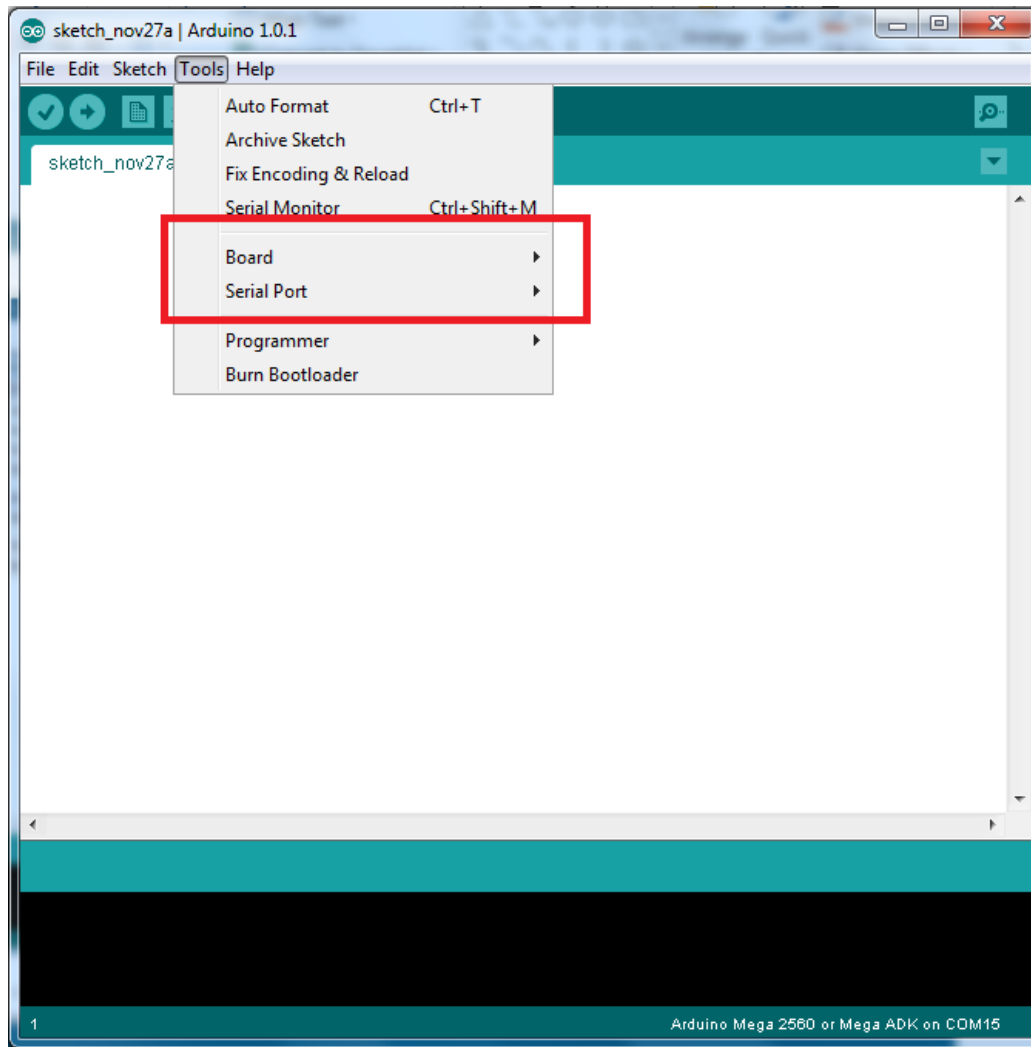 sketch_nov27a | Arduino 1.0.1
File Edit Sketch Tools Help
Auto Format Ctrl+T
Archive Sketch
sketch_nov27a
Fix Encoding & Reload
Serial Monitor Ctrl+Shift+M
Board
Serial Port
Programmer
Burn Bootloader
1 Arduino Mega 2560 or Mega ADK on COM15